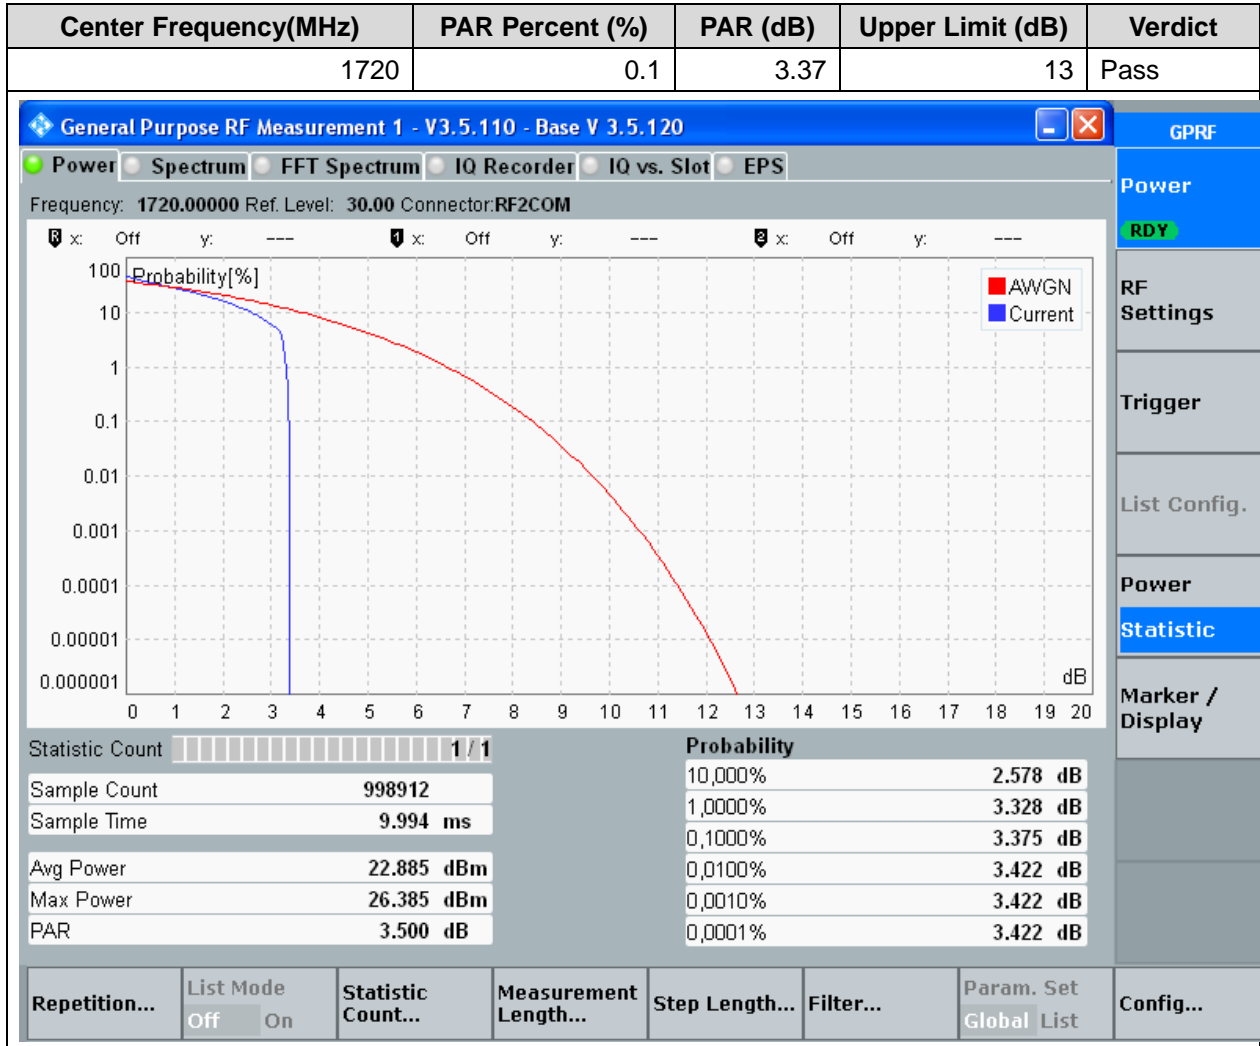 Center Frequency(MHz) PAR Percent (%) PAR (dB) Upper Limit (dB) Verdict
1720 0.1 3.37 13 Pass
General Purpose RF Measurement 1 - V3.5.110 - Base V 3.5.120
GPRF
Power Spectrum FFT Spectrum IQ Recorder IQ vs. Slot EPS
Frequency: 1720.00000 Ref. Level: 30.00 Connector:RF2COM
R x: Off y: --- 1 x: Off y: --- 2 x: Off y: ---
Probability[%]
AWGN
Current
100
10
1
0.1
0.01
0.001
0.0001
0.00001
0.000001
dB
0 1 2 3 4 5 6 7 8 9 10 11 12 13 14 15 16 17 18 19 20
Statistic Count 1 / 1
Sample Count 998912
Sample Time 9.994 ms
Avg Power 22.885 dBm
Max Power 26.385 dBm
PAR 3.500 dB
Probability
10,000% 2.578 dB
1,0000% 3.328 dB
0,1000% 3.375 dB
0,0100% 3.422 dB
0,0010% 3.422 dB
0,0001% 3.422 dB
Power
RDY
RF
Settings
Trigger
List Config.
Power
Statistic
Marker /
Display
Repetition...
List Mode
Off On
Statistic
Count...
Measurement
Length...
Step Length...
Filter...
Param. Set
Global List
Config...